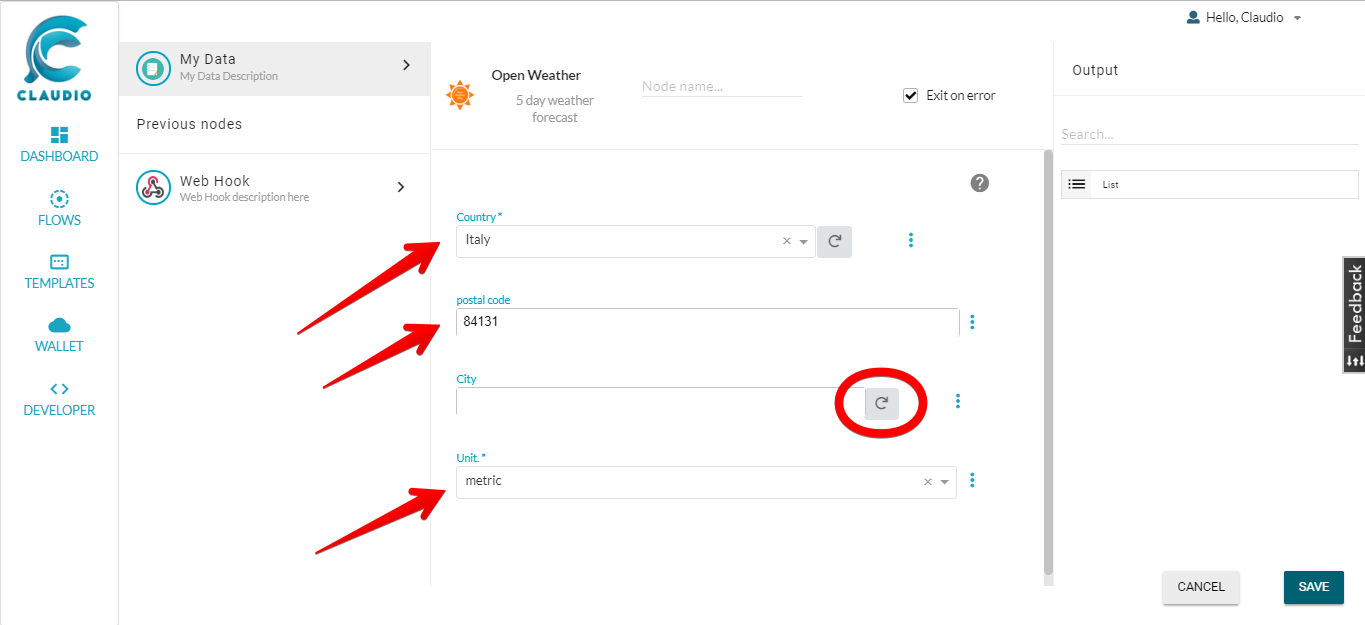 Hello, Claudio
CLAUDIO
DASHBOARD
FLOWS
TEMPLATES
WALLET
DEVELOPER
My Data
My Data Description
Previous nodes
Web Hook
Web Hook description here
Open Weather
5 day weather
forecast
Node name...
Exit on error
Country *
Italy
postal code
84131
City
Unit. *
metric
Output
Search...
List
Feedback
CANCEL
SAVE